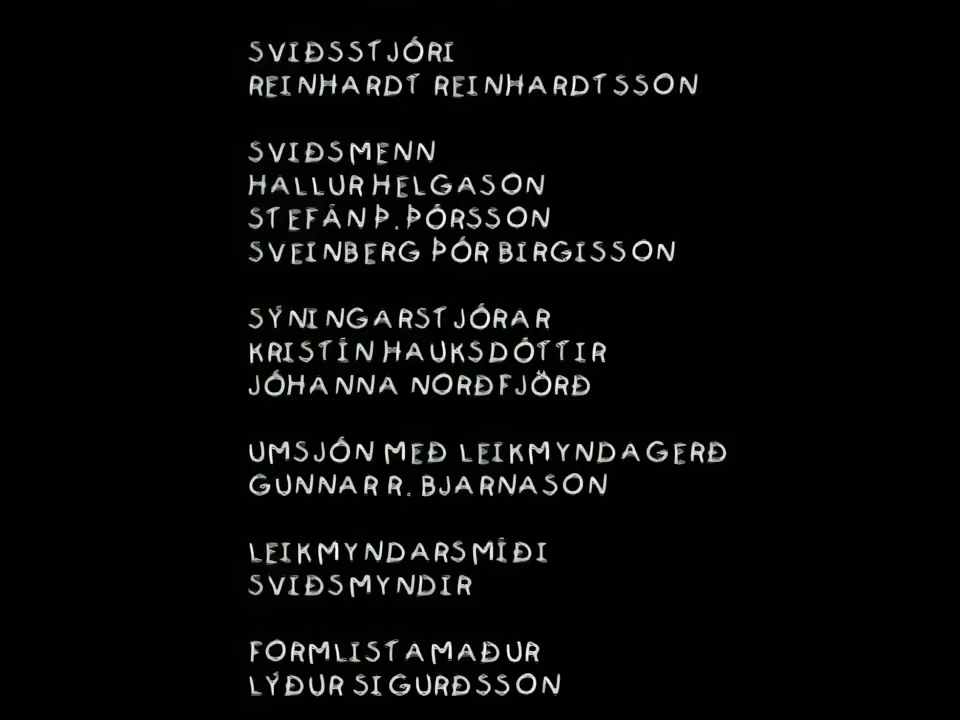 SVIÐSSTJÓRI
REINHARDT REINHARDTSSON
SVIÐSMENN
HALLUR HELGASON
STEFÁN Þ. ÞÓRSSON
SVEINBERG ÞÓR BIRGISSON
SÝNINGARSTJÓRAR
KRISTÍN HAUKSDÓTTIR
JÓHANNA NORÐFJÖRÐ
UMSJÓN MEÐ LEIKMYNDAGERÐ
GUNNAR R. BJARNASON
LEIKMYNDARSMÍÐI
SVIÐSMYNDIR
FORMLISTAMAÐUR
LÝÐUR SIGURÐSSON